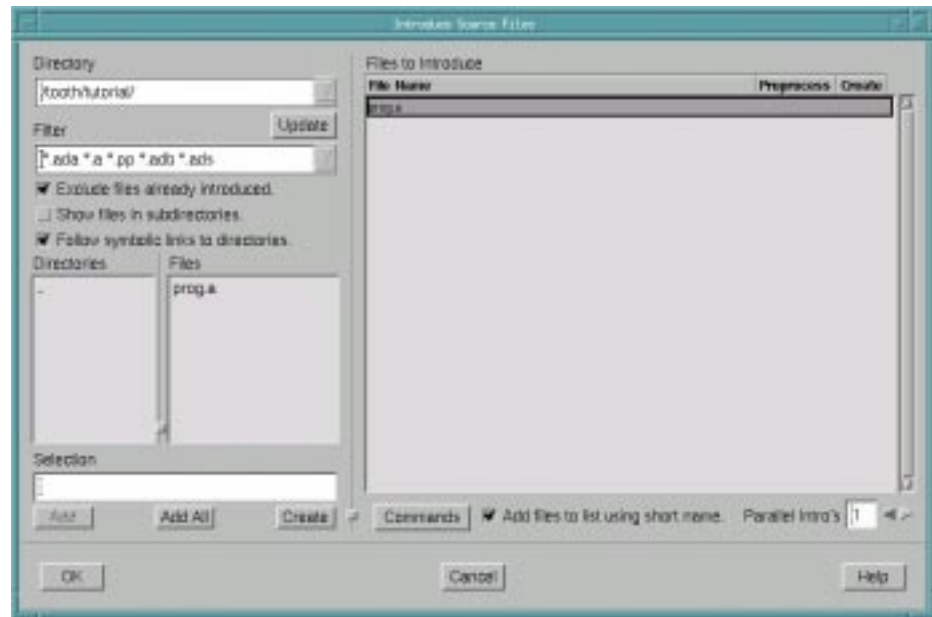 Introduce Source Files
Directory
/tooth/tutorial/
Filter
Update
*.ada *.a *.pp *.adb *.ads
Exclude files already introduced.
Show files in subdirectories.
Follow symbolic links to directories.
Directories
Files
..
prog.a
Selection
Add
Add All
Create
Files to Introduce
File Name
Preprocess
Create
prog.a
Commands
Add files to list using short name.
Parallel Intro's
1
OK
Cancel
Help